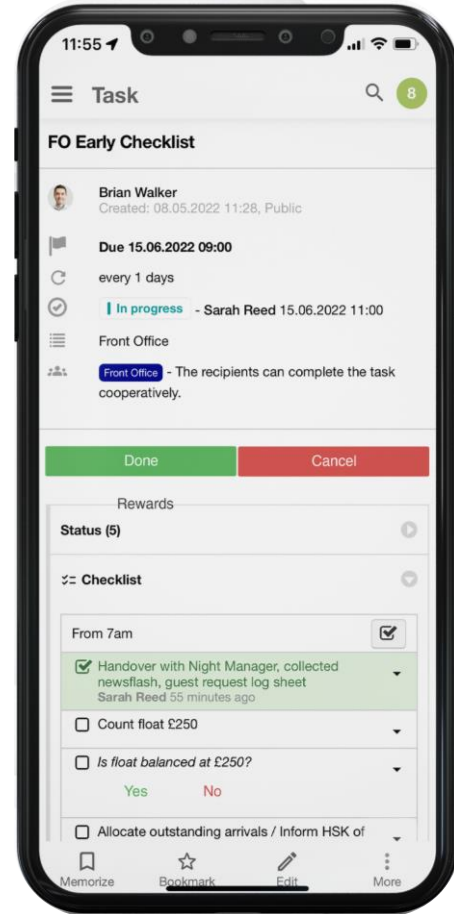 11:55
Task
8
FO Early Checklist
Brian Walker
Created: 08.05.2022 11:28, Public
Due 15.06.2022 09:00
every 1 days
In progress - Sarah Reed 15.06.2022 11:00
Front Office
Front Office - The recipients can complete the task
cooperatively.
Done
Cancel
Rewards
Status (5)
Checklist
From 7am
Handover with Night Manager, collected
newsflash, guest request log sheet
Sarah Reed 55 minutes ago
Count float £250
Is float balanced at £250?
Yes No
Allocate outstanding arrivals / Inform HSK of
Memorize Bookmark Edit More